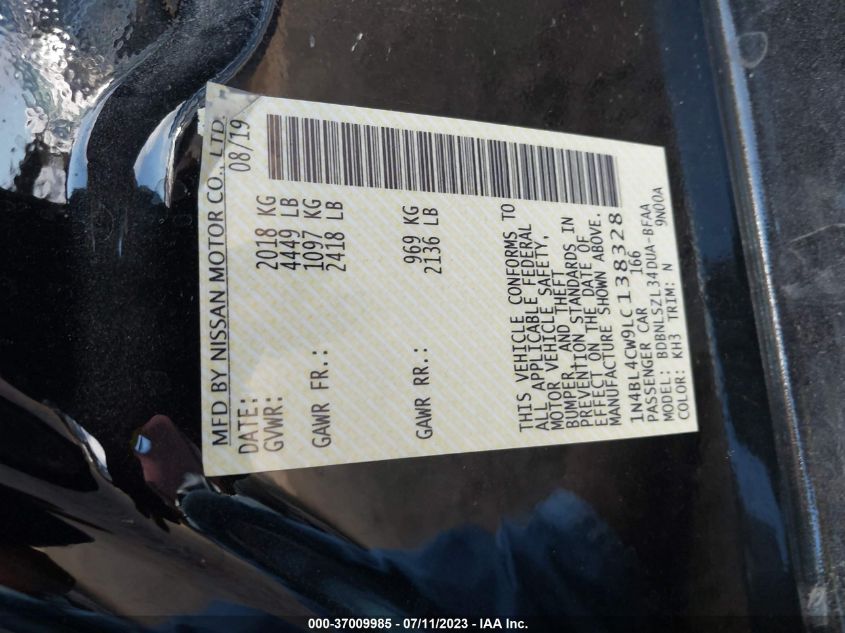 MFD BY NISSAN MOTOR CO., LTD.
DATE: 08/19
GVWR: 2018 KG
4449 LB
GAWR FR.: 1097 KG
2418 LB
GAWR RR.: 969 KG
2136 LB
THIS VEHICLE CONFORMS TO
ALL APPLICABLE FEDERAL
MOTOR VEHICLE SAFETY,
BUMPER, AND THEFT
PREVENTION STANDARDS IN
EFFECT ON THE DATE OF
MANUFACTURE SHOWN ABOVE.
1N4BL4CW9LC138328
PASSENGER CAR 166
MODEL: BDBNLSZL34DUA-BFAA
COLOR: KH3 TRIM: N 9N00A
000-37009985 - 07/11/2023 - IAA Inc.